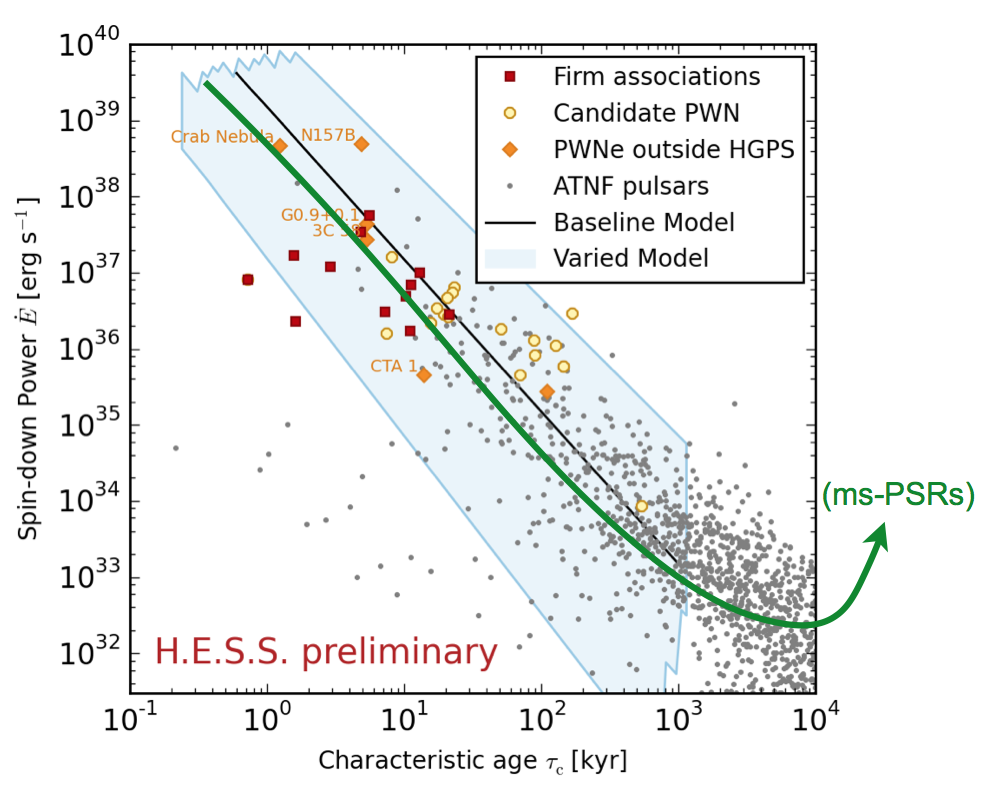 10^40
10^39
10^38
10^37
10^36
10^35
10^34
10^33
10^32
Spin-down Power Ė [erg s⁻¹]
Firm associations
Candidate PWN
PWNe outside HGPS
ATNF pulsars
Baseline Model
Varied Model
Crab Nebula
N157B
G0.9+0.1
3C 58
CTA 1
(ms-PSRs)
H.E.S.S. preliminary
10^-1 10^0 10^1 10^2 10^3 10^4
Characteristic age τ_c [kyr]